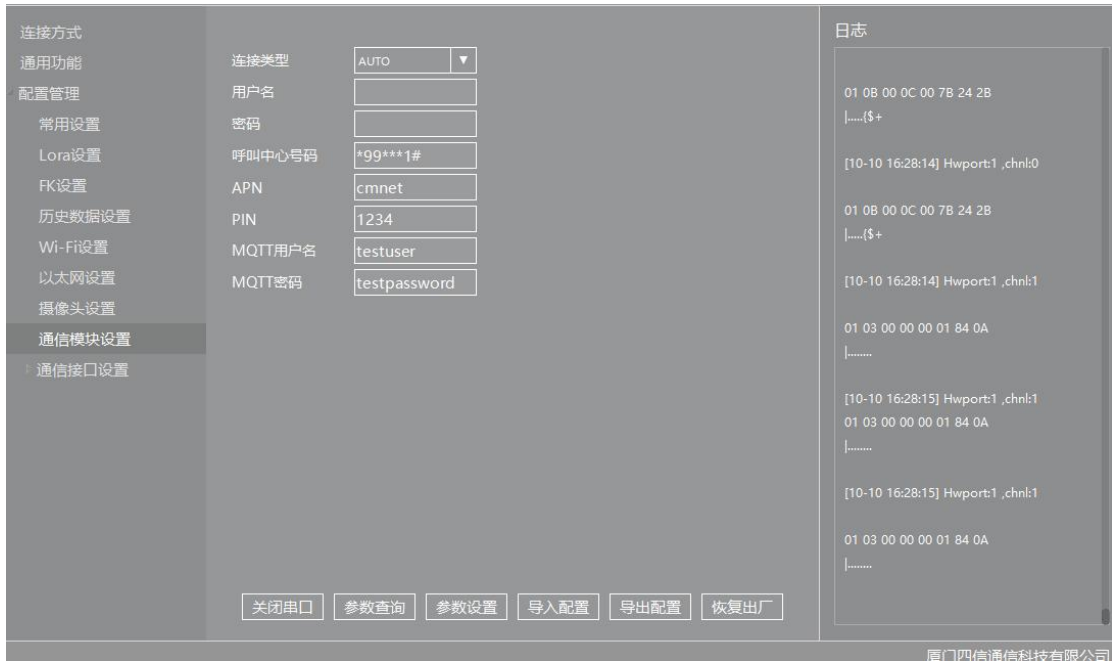 连接方式
通用功能
配置管理
常用设置
Lora设置
FK设置
历史数据设置
Wi-Fi设置
以太网设置
摄像头设置
通信模块设置
通信接口设置
连接类型 AUTO
用户名
密码
呼叫中心号码 *99***1#
APN cmnet
PIN 1234
MQTT用户名 testuser
MQTT密码 testpassword
关闭串口 参数查询 参数设置 导入配置 导出配置 恢复出厂
日志
01 0B 00 0C 00 7B 24 2B
|.....{$+
[10-10 16:28:14] Hwport:1 ,chnl:0
01 0B 00 0C 00 7B 24 2B
|.....{$+
[10-10 16:28:14] Hwport:1 ,chnl:1
01 03 00 00 00 01 84 0A
|........
[10-10 16:28:15] Hwport:1 ,chnl:1
01 03 00 00 00 01 84 0A
|........
[10-10 16:28:15] Hwport:1 ,chnl:1
01 03 00 00 00 01 84 0A
|........
厦门四信通信科技有限公司